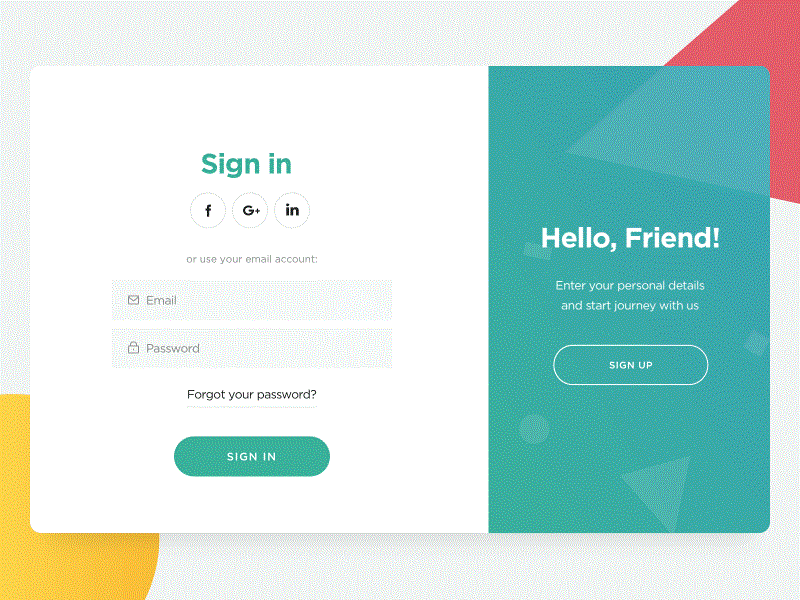 Sign in
f G+ in
or use your email account:
Email
Password
Forgot your password?
SIGN IN
Hello, Friend!
Enter your personal details
and start journey with us
SIGN UP